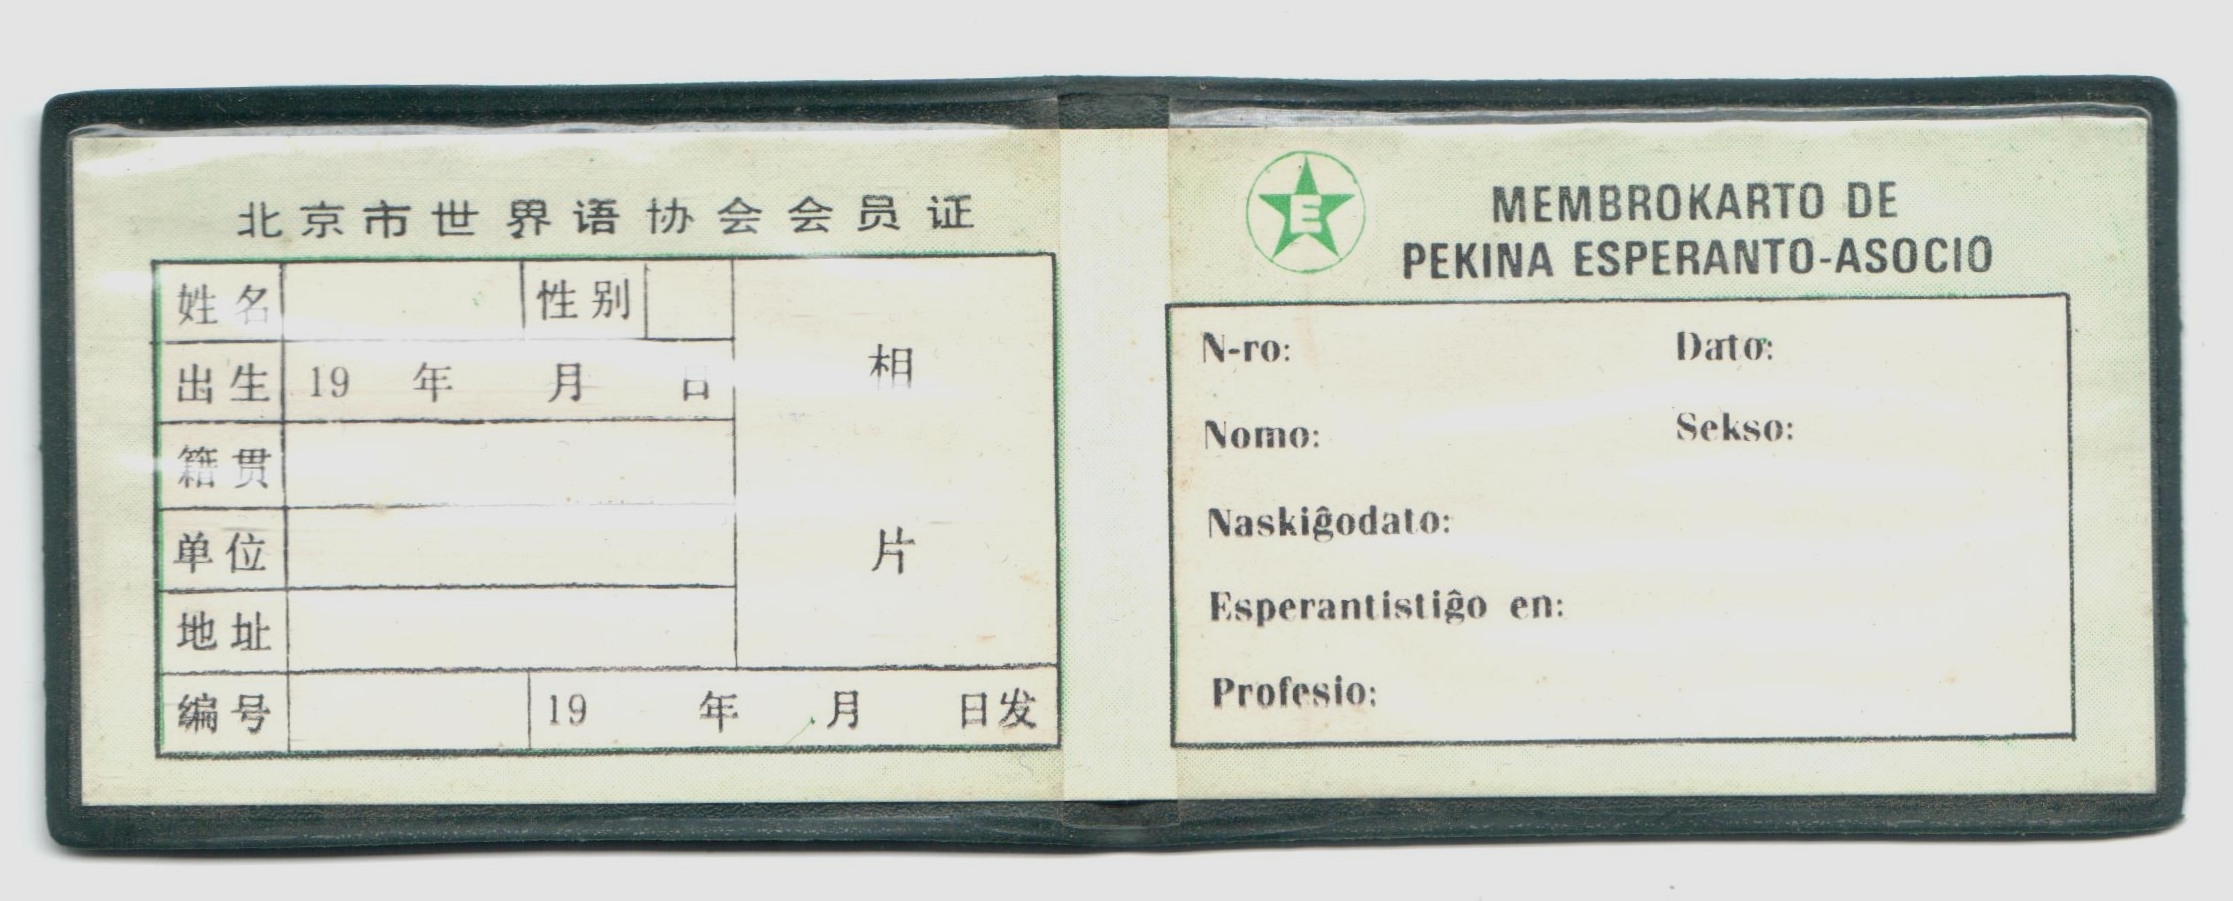 北京市世界语协会会员证
姓名 性别
出生 19 年 月 日
籍贯
单位
地址
相片
编号 19 年 月 日发
E
MEMBROKARTO DE
PEKINA ESPERANTO-ASOCIO
N-ro: Dato:
Nomo: Sekso:
Naskiĝodato:
Esperantistiĝo en:
Profesio: